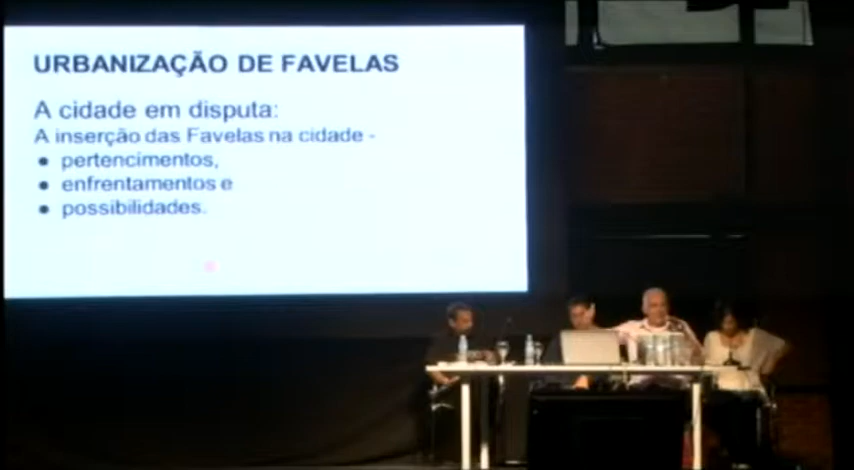 URBANIZAÇÃO DE FAVELAS
A cidade em disputa:
A inserção das Favelas na cidade -
• pertencimentos,
• enfrentamentos e
• possibilidades.